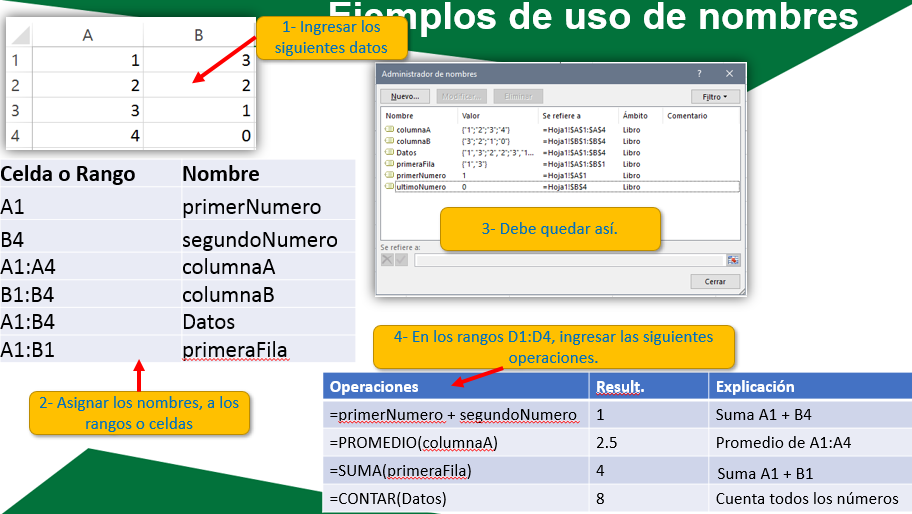 Ejemplos de uso de nombres
1- Ingresar los
siguientes datos
A B
1 1 3
2 2 2
3 3 1
4 4 0
Celda o Rango Nombre
A1 primerNumero
B4 segundoNumero
A1:A4 columnaA
B1:B4 columnaB
A1:B4 Datos
A1:B1 primeraFila
2- Asignar los nombres, a los
rangos o celdas
Administrador de nombres
Nuevo... Modificar... Eliminar Filtro
Nombre Valor Se refiere a Ámbito Comentario
columnaA {"1";"2";"3";"4"} =Hoja1!$A$1:$A$4 Libro
columnaB {"3";"2";"1";"0"} =Hoja1!$B$1:$B$4 Libro
Datos {"1","3";"2","2";"3","1... =Hoja1!$A$1:$B$4 Libro
primeraFila {"1","3"} =Hoja1!$A$1:$B$1 Libro
primerNumero 1 =Hoja1!$A$1 Libro
ultimoNumero 0 =Hoja1!$B$4 Libro
3- Debe quedar así.
Se refiere a:
Cerrar
4- En los rangos D1:D4, ingresar las siguientes
operaciones.
Operaciones Result. Explicación
=primerNumero + segundoNumero 1 Suma A1 + B4
=PROMEDIO(columnaA) 2.5 Promedio de A1:A4
=SUMA(primeraFila) 4 Suma A1 + B1
=CONTAR(Datos) 8 Cuenta todos los números